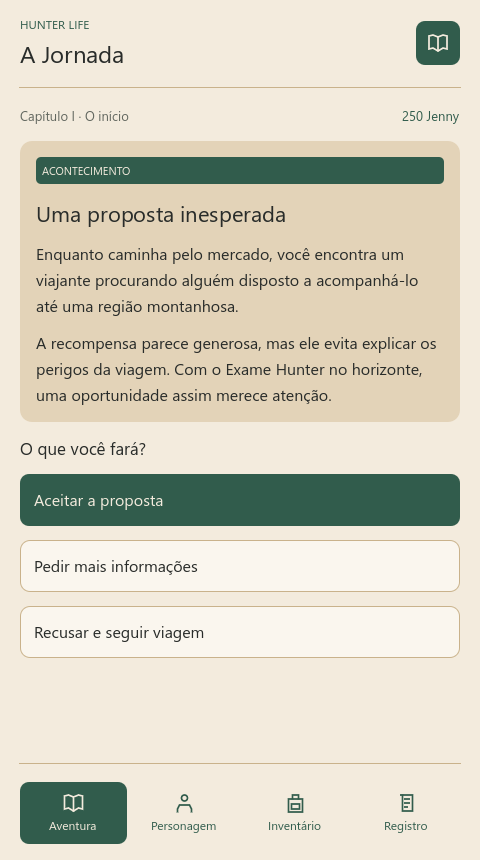 HUNTER LIFE
A Jornada
Capítulo I · O início
250 Jenny
ACONTECIMENTO
Uma proposta inesperada
Enquanto caminha pelo mercado, você encontra um
viajante procurando alguém disposto a acompanhá-lo
até uma região montanhosa.
A recompensa parece generosa, mas ele evita explicar os
perigos da viagem. Com o Exame Hunter no horizonte,
uma oportunidade assim merece atenção.
O que você fará?
Aceitar a proposta
Pedir mais informações
Recusar e seguir viagem
Aventura
Personagem
Inventário
Registro